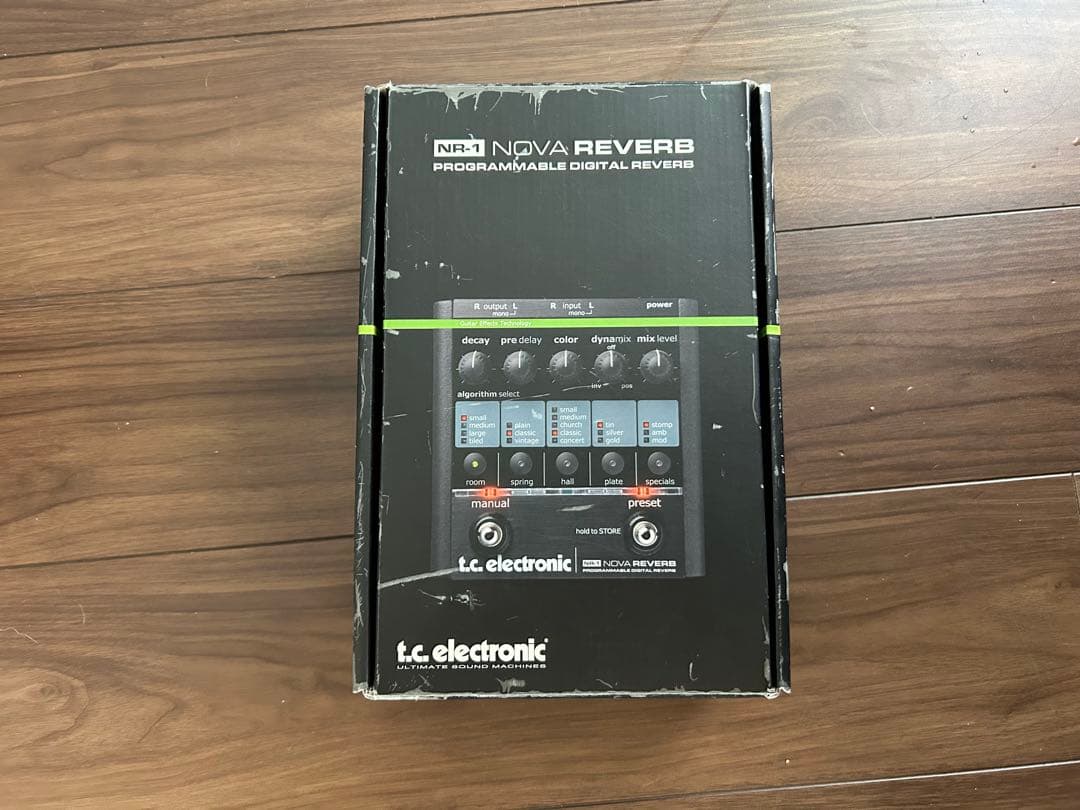 NR-1 NOVA REVERB
PROGRAMMABLE DIGITAL REVERB
R output L
mono
R input L
mono
power
Guitar Effects Technology
decay
pre delay
color
dynamix
off
inv
pos
mix level
algorithm select
small
medium
large
tiled
plain
classic
vintage
small
medium
church
classic
concert
tin
silver
gold
stomp
amb
mod
room
spring
hall
plate
specials
manual
preset
hold to STORE
t.c. electronic
NR-1 NOVA REVERB
PROGRAMMABLE DIGITAL REVERB
t.c. electronic
ULTIMATE SOUND MACHINES